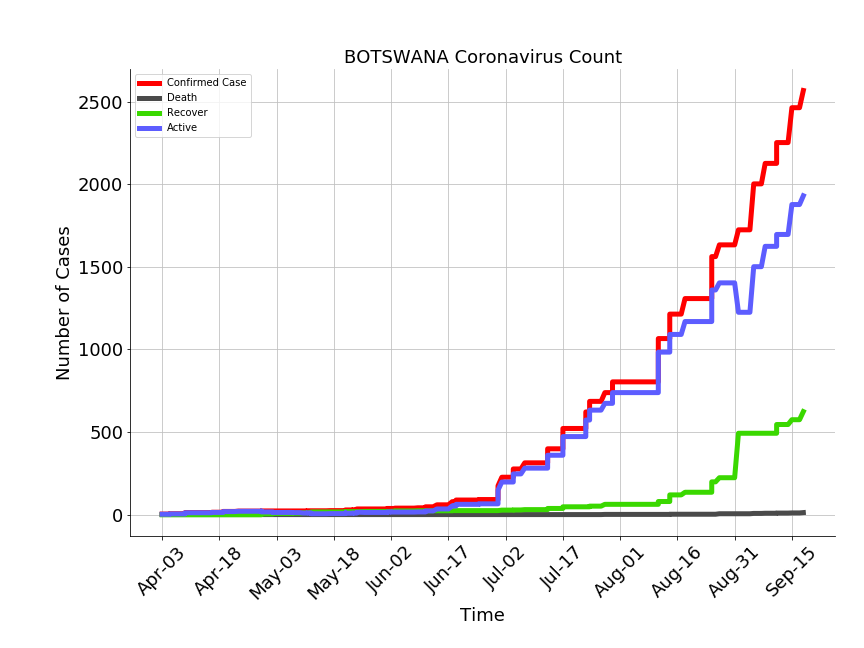 BOTSWANA Coronavirus Count
Confirmed Case
Death
Recover
Active
Number of Cases
2500
2000
1500
1000
500
0
Apr-03
Apr-18
May-03
May-18
Jun-02
Jun-17
Jul-02
Jul-17
Aug-01
Aug-16
Aug-31
Sep-15
Time